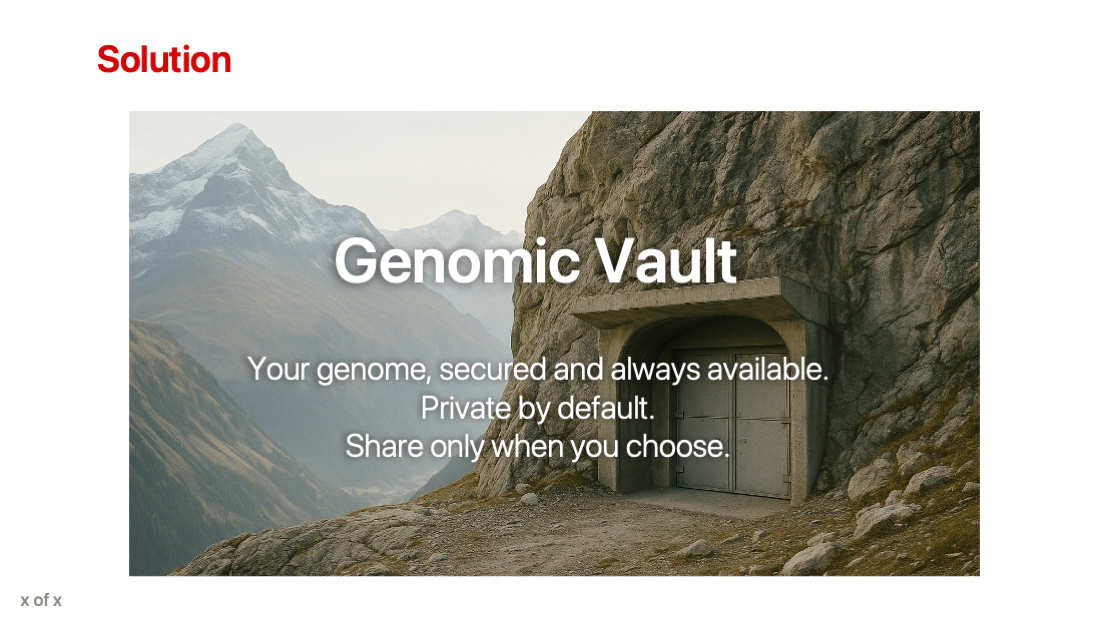 Solution
Genomic Vault
Your genome, secured and always available.
Private by default.
Share only when you choose.
x of x